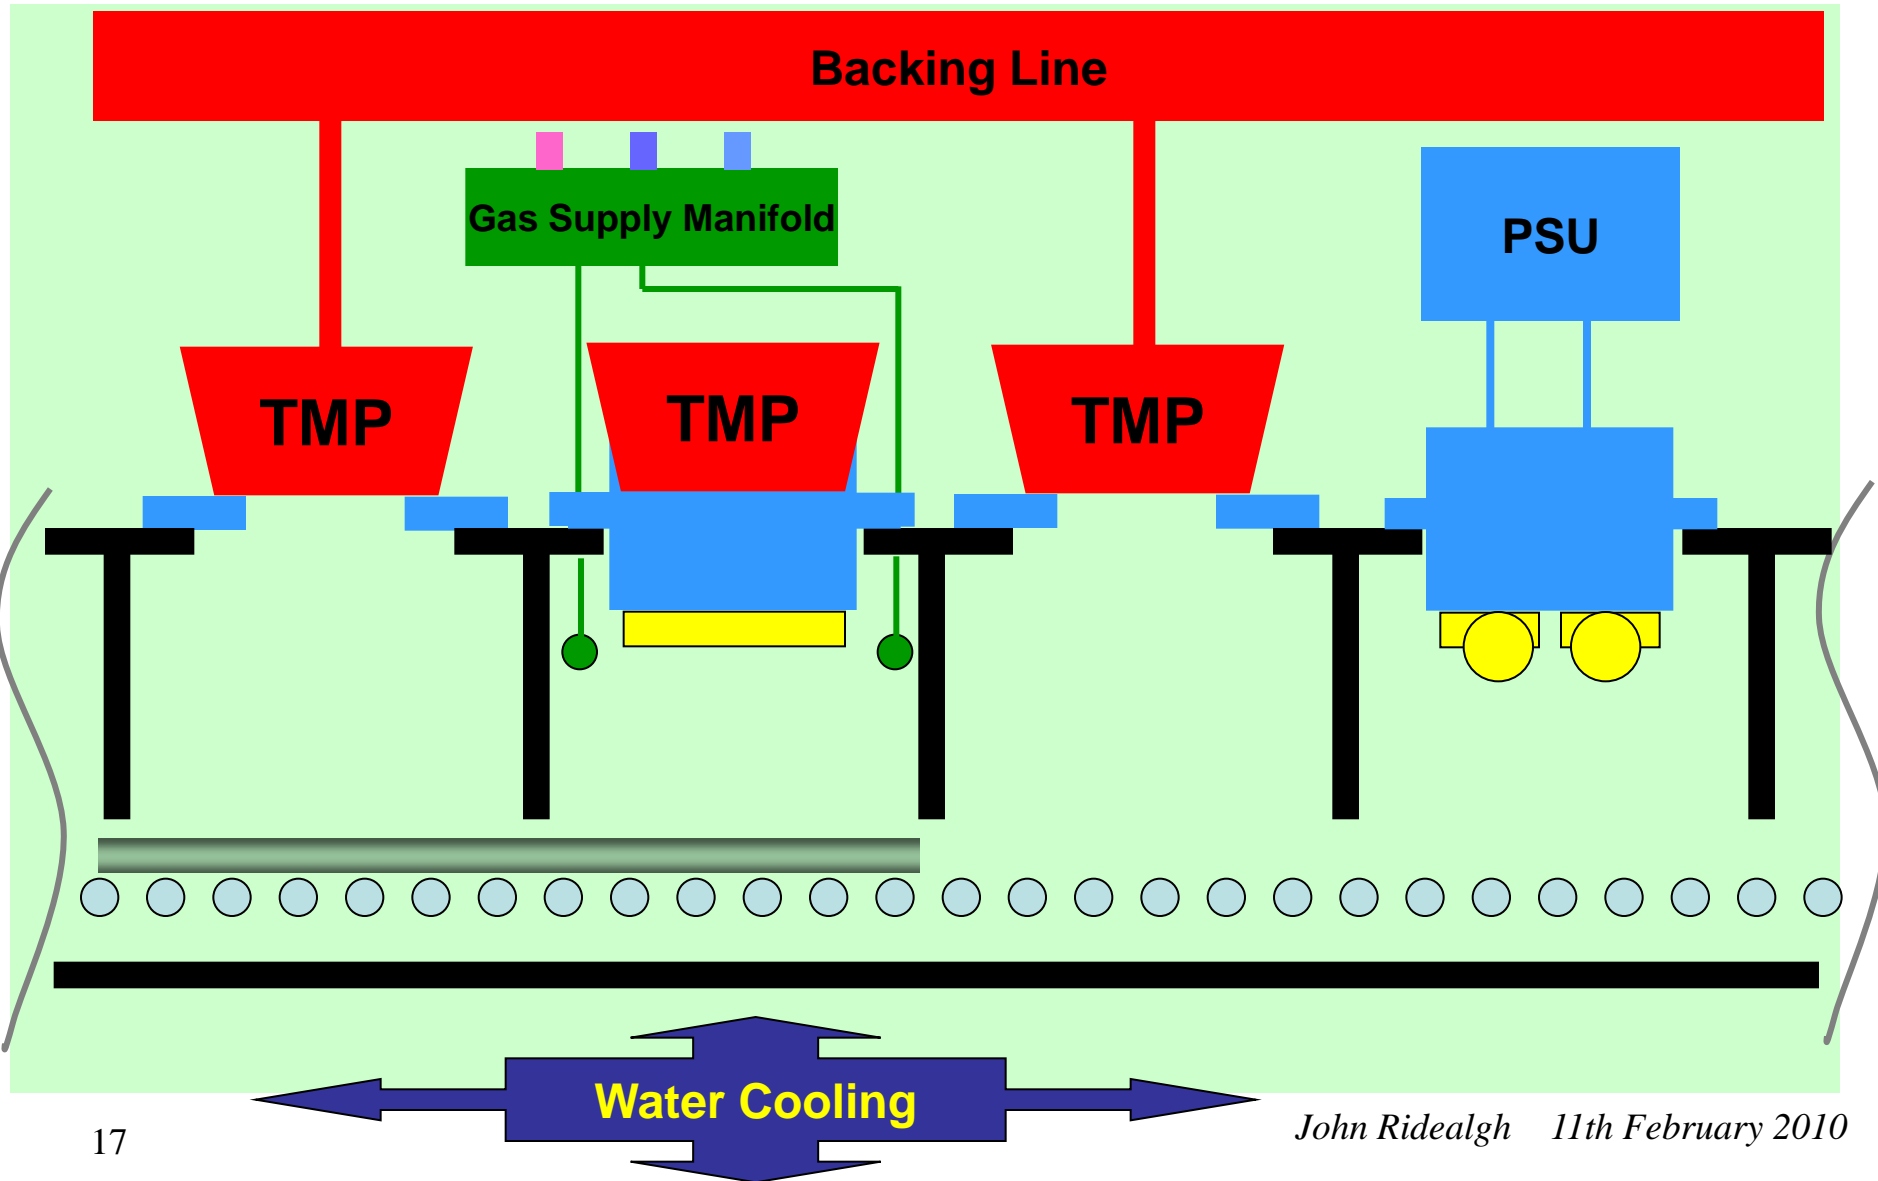 Backing Line
Gas Supply Manifold
PSU
TMP
TMP
TMP
Water Cooling
17
John Ridealgh 11th February 2010